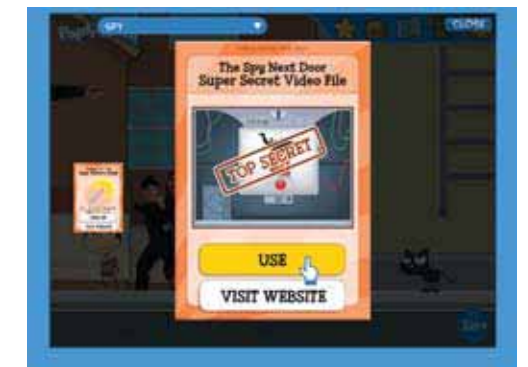 SPY
CLOSE
The Spy Next Door
Super Secret Video File
TOP SECRET
USE
VISIT WEBSITE